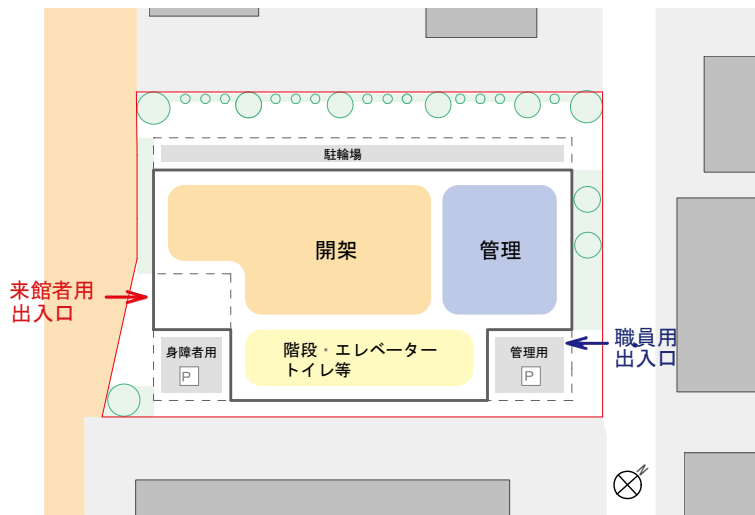 駐輪場
開架
管理
来館者用
出入口
身障者用
P
階段・エレベーター
トイレ等
管理用
P
職員用
出入口
N